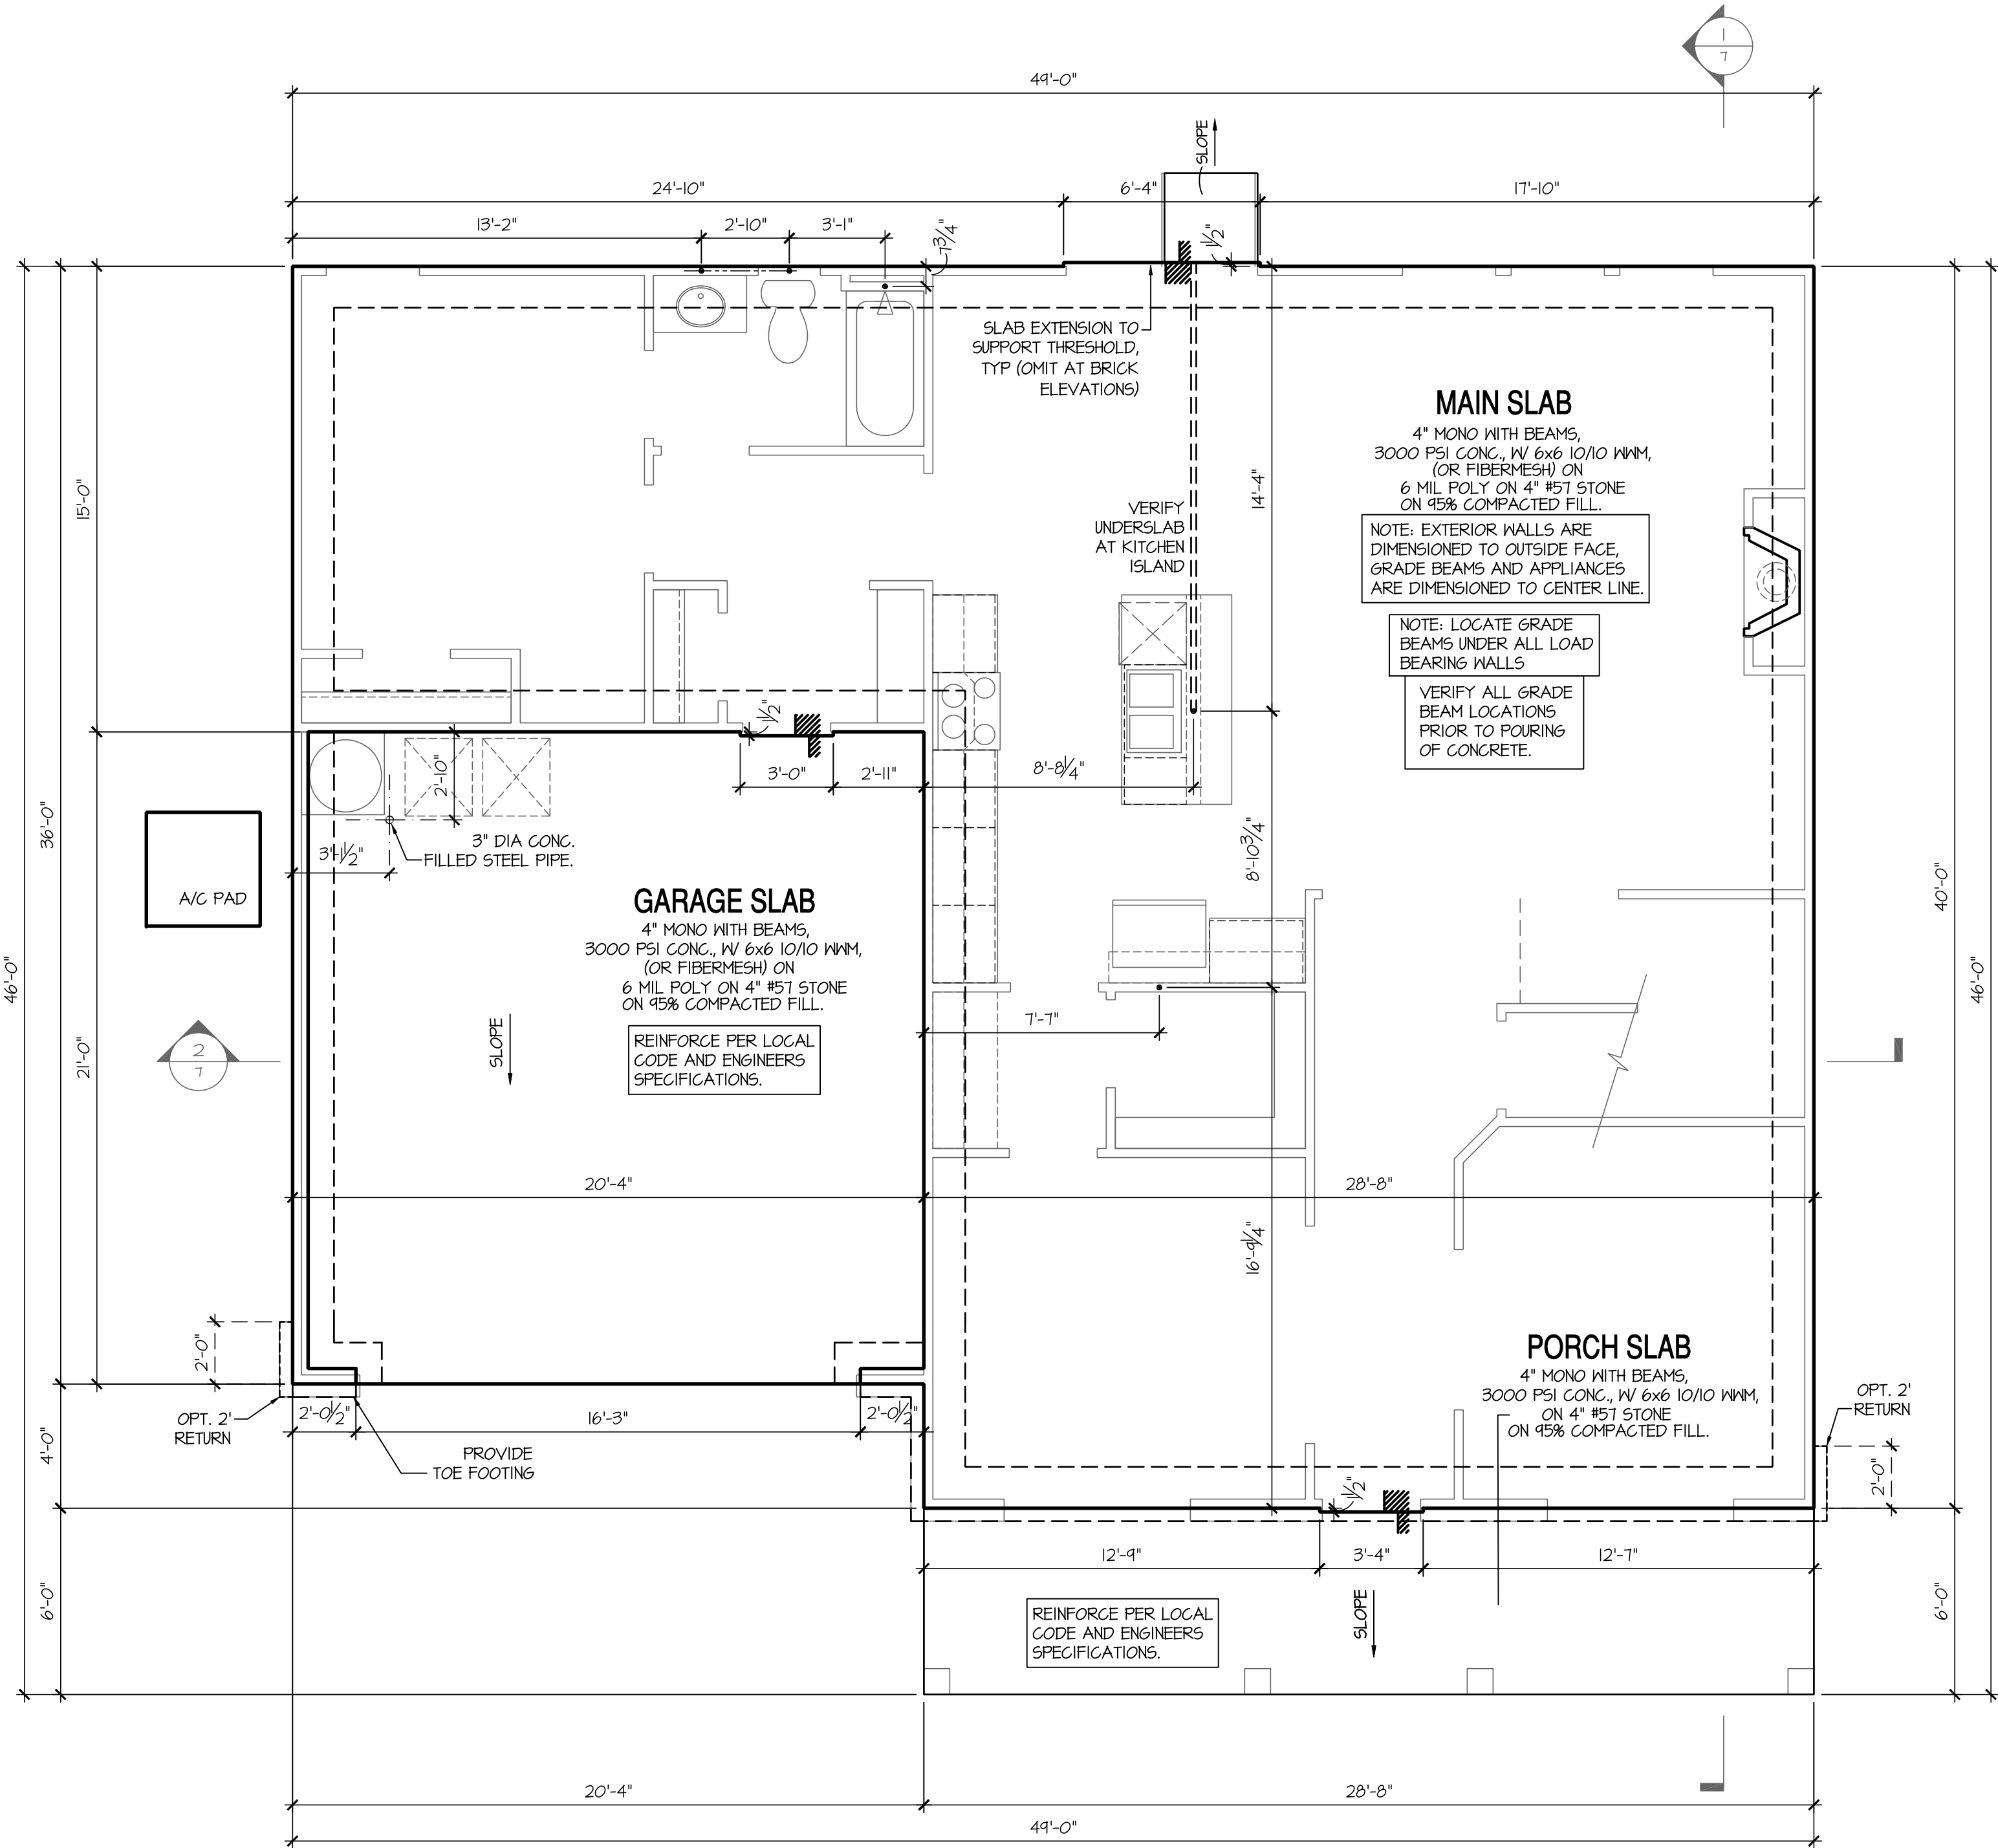 1
7
49'-0"
SLOPE
24'-10"
6'-4"
17'-10"
13'-2"
2'-10"
3'-1"
7 3/4"
1 1/2"
SLAB EXTENSION TO
SUPPORT THRESHOLD,
TYP (OMIT AT BRICK
ELEVATIONS)
MAIN SLAB
4" MONO WITH BEAMS,
3000 PSI CONC., W/ 6x6 10/10 WWM,
(OR FIBERMESH) ON
6 MIL POLY ON 4" #57 STONE
ON 95% COMPACTED FILL.
15'-0"
14'-4"
VERIFY
UNDERSLAB
AT KITCHEN
ISLAND
NOTE: EXTERIOR WALLS ARE
DIMENSIONED TO OUTSIDE FACE,
GRADE BEAMS AND APPLIANCES
ARE DIMENSIONED TO CENTER LINE.
NOTE: LOCATE GRADE
BEAMS UNDER ALL LOAD
BEARING WALLS
VERIFY ALL GRADE
BEAM LOCATIONS
PRIOR TO POURING
OF CONCRETE.
1 1/2"
3'-0"
2'-11"
8'-8 1/4"
2'-10"
36'-0"
3" DIA CONC.
FILLED STEEL PIPE.
3'-1 1/2"
8'-10 3/4"
A/C PAD
40'-0"
GARAGE SLAB
4" MONO WITH BEAMS,
3000 PSI CONC., W/ 6x6 10/10 WWM,
(OR FIBERMESH) ON
6 MIL POLY ON 4" #57 STONE
ON 95% COMPACTED FILL.
46'-0"
46'-0"
7'-7"
SLOPE
REINFORCE PER LOCAL
CODE AND ENGINEERS
SPECIFICATIONS.
2
7
21'-0"
20'-4"
28'-8"
16'-9 1/4"
2'-0"
PORCH SLAB
4" MONO WITH BEAMS,
3000 PSI CONC., W/ 6x6 10/10 WWM,
ON 4" #57 STONE
ON 95% COMPACTED FILL.
OPT. 2'
RETURN
OPT. 2'
RETURN
2'-0 1/2"
16'-3"
2'-0 1/2"
4'-0"
PROVIDE
TOE FOOTING
2'-0"
1 1/2"
12'-9"
3'-4"
12'-7"
6'-0"
6'-0"
REINFORCE PER LOCAL
CODE AND ENGINEERS
SPECIFICATIONS.
SLOPE
20'-4"
28'-8"
49'-0"